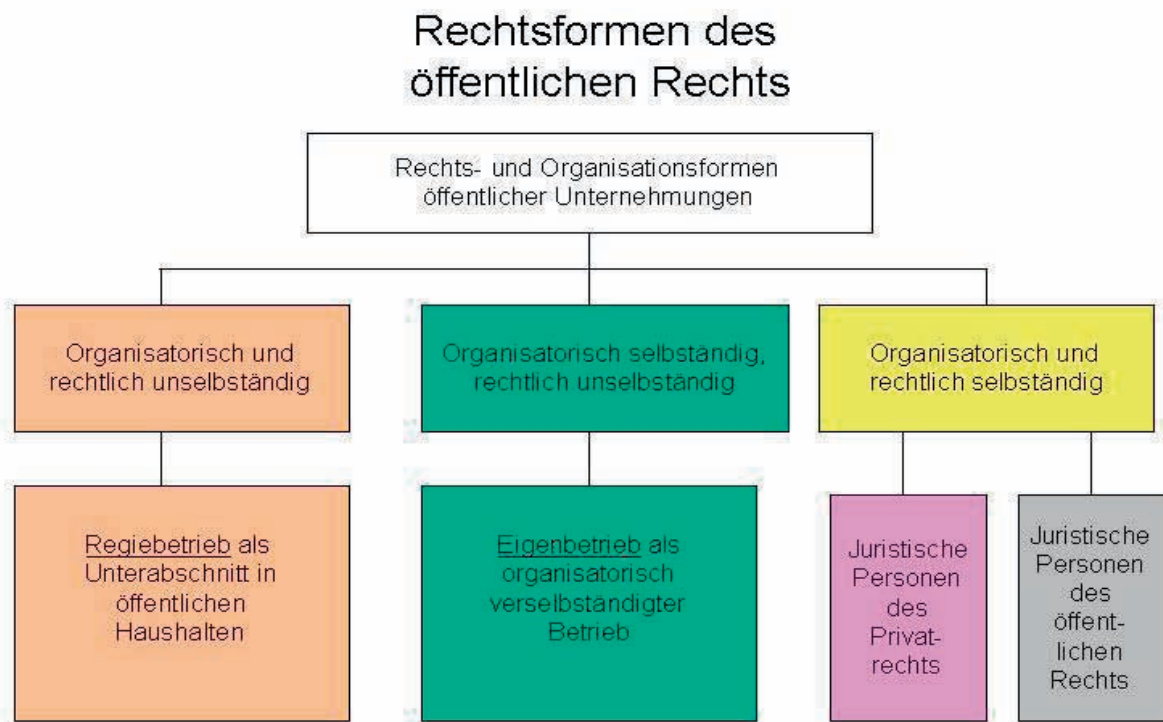 Rechtsformen des
öffentlichen Rechts
Rechts- und Organisationsformen
öffentlicher Unternehmungen
Organisatorisch und
rechtlich unselbständig
Organisatorisch selbständig,
rechtlich unselbständig
Organisatorisch und
rechtlich selbständig
Regiebetrieb als
Unterabschnitt in
öffentlichen
Haushalten
Eigenbetrieb als
organisatorisch
verselbständigter
Betrieb
Juristische
Personen
des
Privat-
rechts
Juristische
Personen
des
öffent-
lichen
Rechts